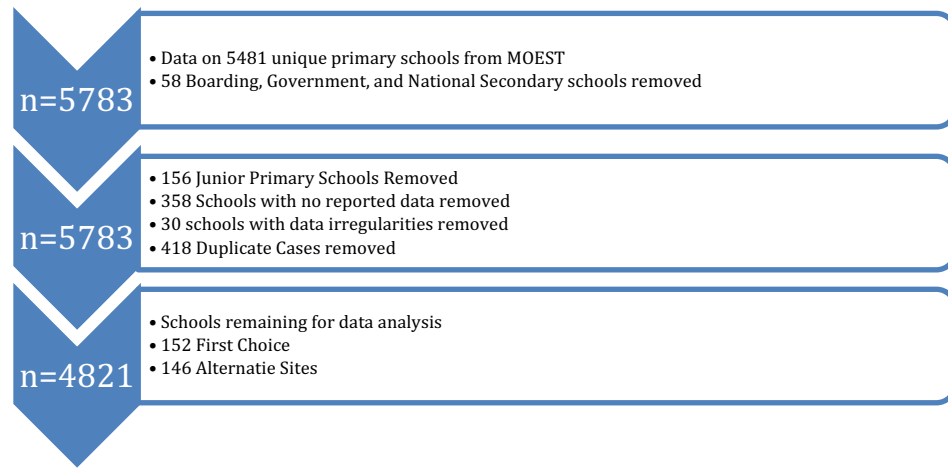 n=5783
• Data on 5481 unique primary schools from MOEST
• 58 Boarding, Government, and National Secondary schools removed
n=5783
• 156 Junior Primary Schools Removed
• 358 Schools with no reported data removed
• 30 schools with data irregularities removed
• 418 Duplicate Cases removed
n=4821
• Schools remaining for data analysis
• 152 First Choice
• 146 Alternatie Sites